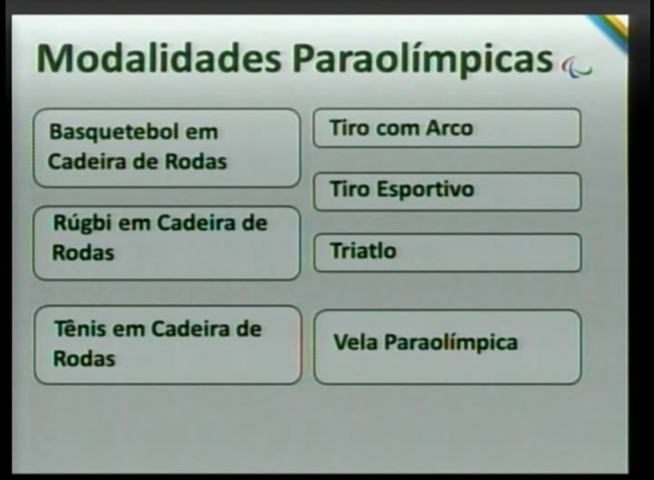 Modalidades Paraolímpicas
Basquetebol em
Cadeira de Rodas
Rúgbi em Cadeira de
Rodas
Tênis em Cadeira de
Rodas
Tiro com Arco
Tiro Esportivo
Triatlo
Vela Paraolímpica